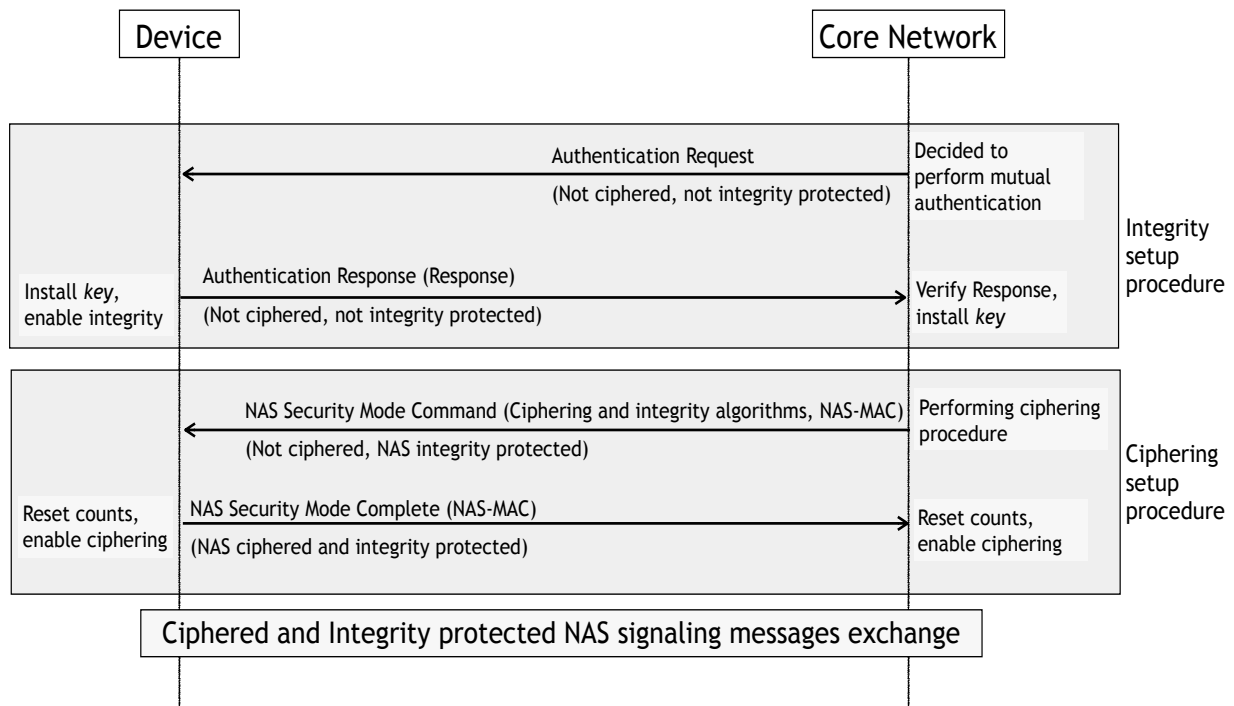 Device
Core Network
Authentication Request
(Not ciphered, not integrity protected)
Decided to
perform mutual
authentication
Integrity
setup
procedure
Authentication Response (Response)
(Not ciphered, not integrity protected)
Install key,
enable integrity
Verify Response,
install key
NAS Security Mode Command (Ciphering and integrity algorithms, NAS-MAC)
(Not ciphered, NAS integrity protected)
Performing ciphering
procedure
Ciphering
setup
procedure
Reset counts,
enable ciphering
NAS Security Mode Complete (NAS-MAC)
(NAS ciphered and integrity protected)
Reset counts,
enable ciphering
Ciphered and Integrity protected NAS signaling messages exchange